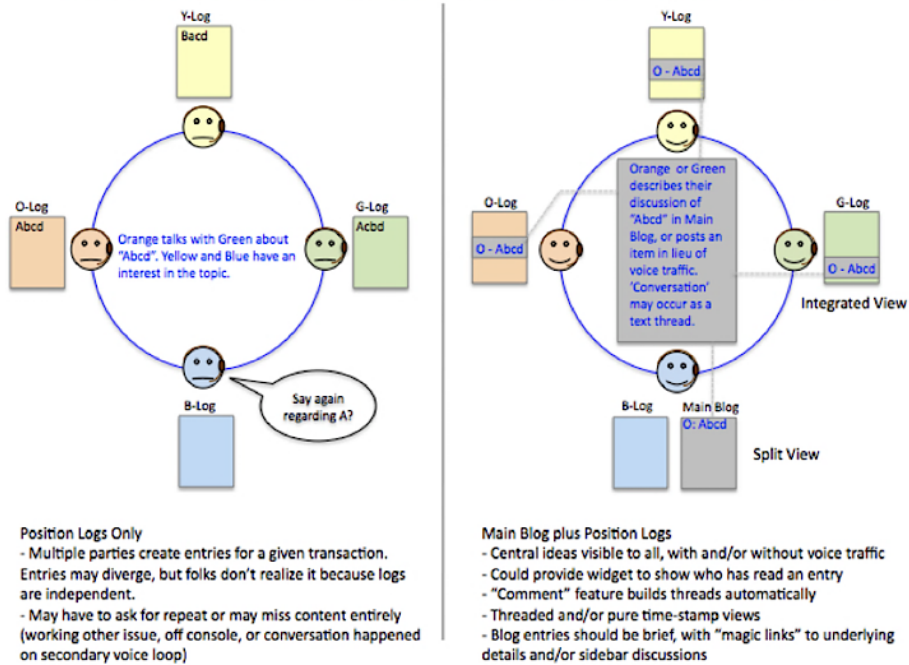 Y-Log
Bacd
O-Log
Abcd
G-Log
Acbd
Orange talks with Green about
"Abcd". Yellow and Blue have an
interest in the topic.
Say again
regarding A?
B-Log
Position Logs Only
- Multiple parties create entries for a given transaction.
Entries may diverge, but folks don't realize it because logs
are independent.
- May have to ask for repeat or may miss content entirely
(working other issue, off console, or conversation happened
on secondary voice loop)
Y-Log
O - Abcd
O-Log
O - Abcd
Orange or Green
describes their
discussion of
"Abcd" in Main
Blog, or posts an
item in lieu of
voice traffic.
'Conversation'
may occur as a
text thread.
G-Log
O - Abcd
Integrated View
B-Log
Main Blog
O: Abcd
Split View
Main Blog plus Position Logs
- Central ideas visible to all, with and/or without voice traffic
- Could provide widget to show who has read an entry
- "Comment" feature builds threads automatically
- Threaded and/or pure time-stamp views
- Blog entries should be brief, with "magic links" to underlying
details and/or sidebar discussions